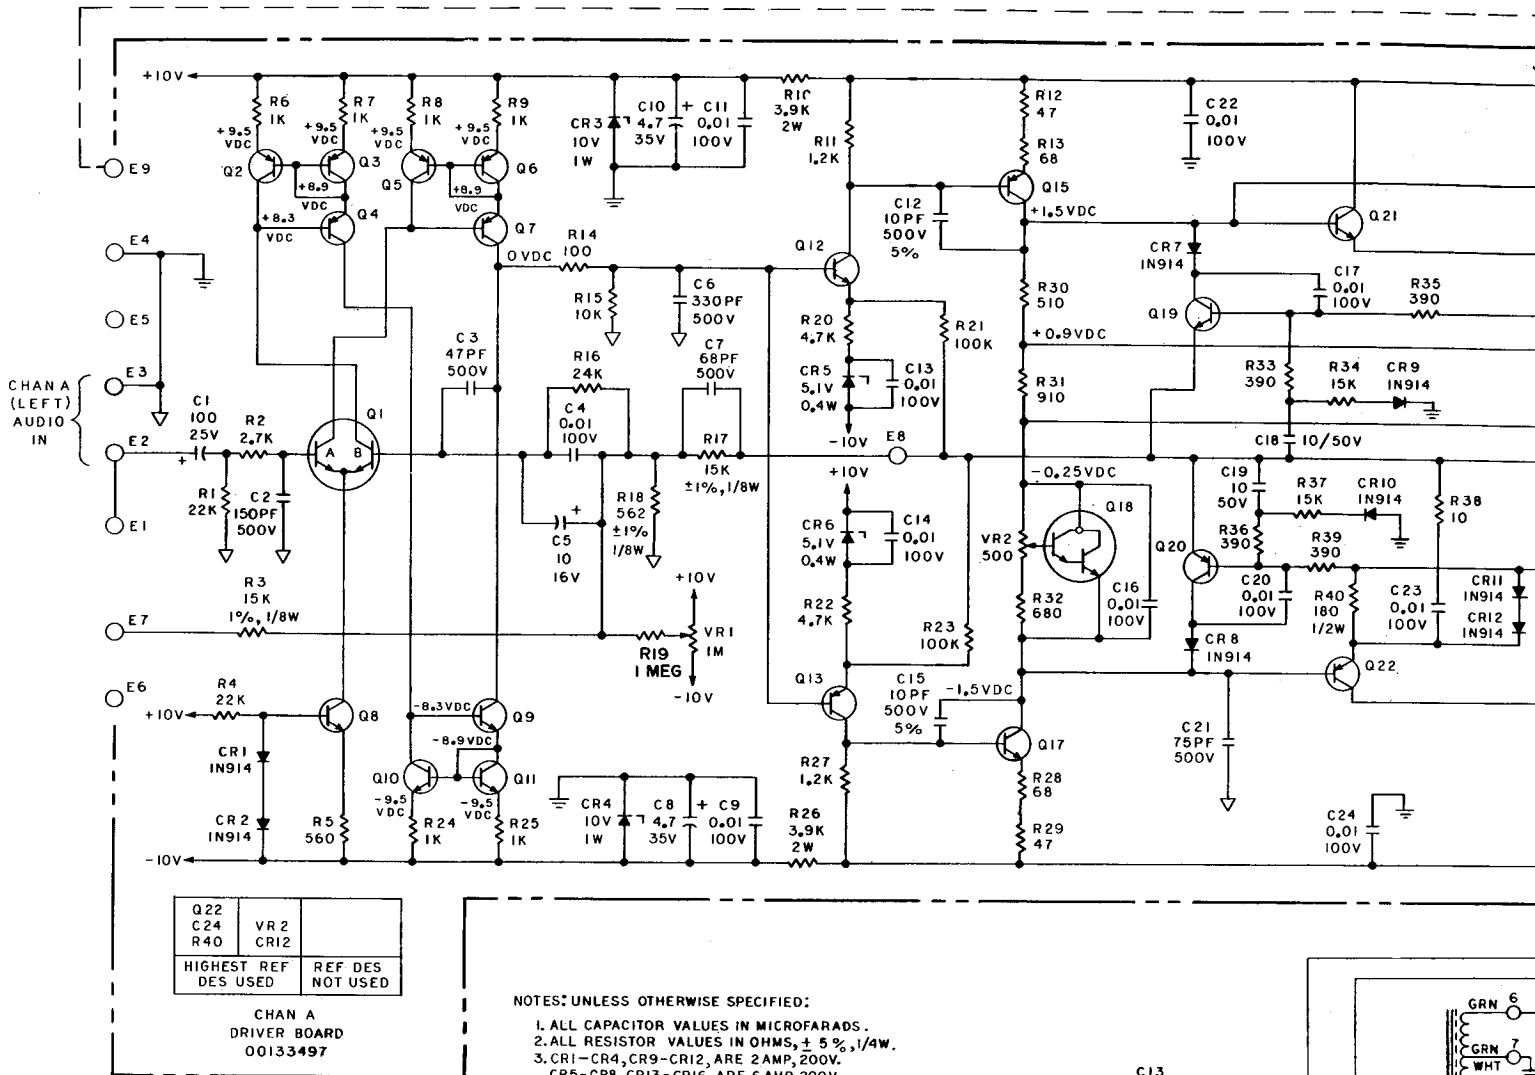 +10V
R6
1K
R7
1K
R8
1K
R9
1K
+9.5
VDC
+9.5
VDC
+9.5
VDC
+9.5
VDC
Q2
Q3
Q5
Q6
+8.9
VDC
+8.9
VDC
Q4
Q7
+8.3
VDC
0VDC
CR3
10V
1W
C10
4.7
35V
+
C11
0.01
100V
R10
3.9K
2W
R11
1.2K
R12
47
R13
68
C22
0.01
100V
E9
E4
E5
E3
E2
E1
E7
E6
CHAN A
(LEFT)
AUDIO
IN
C1
100
25V
+
R2
2.7K
R1
22K
C2
150PF
500V
Q1
A
B
C3
47PF
500V
R14
100
R15
10K
C6
330PF
500V
R16
24K
C4
0.01
100V
C7
68PF
500V
R17
15K
±1%, 1/8W
R18
562
±1%
1/8W
C5
10
16V
+
R3
15K
1%, 1/8W
R19
1 MEG
+10V
VR1
1M
-10V
C12
10PF
500V
5%
Q15
+1.5VDC
Q12
R20
4.7K
R21
100K
CR5
5.1V
0.4W
C13
0.01
100V
-10V
E8
+10V
CR6
5.1V
0.4W
C14
0.01
100V
R22
4.7K
R23
100K
Q13
C15
10PF
500V
5%
-1.5VDC
R27
1.2K
Q17
R28
68
R29
47
R30
510
+0.9VDC
R31
910
-0.25VDC
VR2
500
Q18
C16
0.01
100V
R32
680
CR7
1N914
Q19
C17
0.01
100V
R35
390
R33
390
R34
15K
CR9
1N914
C18
10/50V
C19
10
50V
R37
15K
CR10
1N914
R38
10
R36
390
R39
390
Q20
C20
0.01
100V
R40
180
1/2W
C23
0.01
100V
CR11
1N914
CR12
1N914
CR8
1N914
Q21
Q22
C21
75PF
500V
C24
0.01
100V
R4
22K
+10V
Q8
CR1
1N914
CR2
1N914
R5
560
-10V
-8.3VDC
Q9
-8.9VDC
Q10
Q11
-9.5
VDC
-9.5
VDC
R24
1K
R25
1K
CR4
10V
1W
C8
4.7
35V
+
C9
0.01
100V
R26
3.9K
2W
Q22
C24
R40
VR2
CR12
HIGHEST REF
DES USED
REF DES
NOT USED
CHAN A
DRIVER BOARD
00133497
NOTES: UNLESS OTHERWISE SPECIFIED:
1. ALL CAPACITOR VALUES IN MICROFARADS.
2. ALL RESISTOR VALUES IN OHMS, ± 5 %, 1/4W.
3. CR1-CR4, CR9-CR12, ARE 2 AMP, 200V.
CR5-CR8, CR13-CR16, ARE 6 AMP, 200V.
C13
GRN 6
GRN 7
WHT